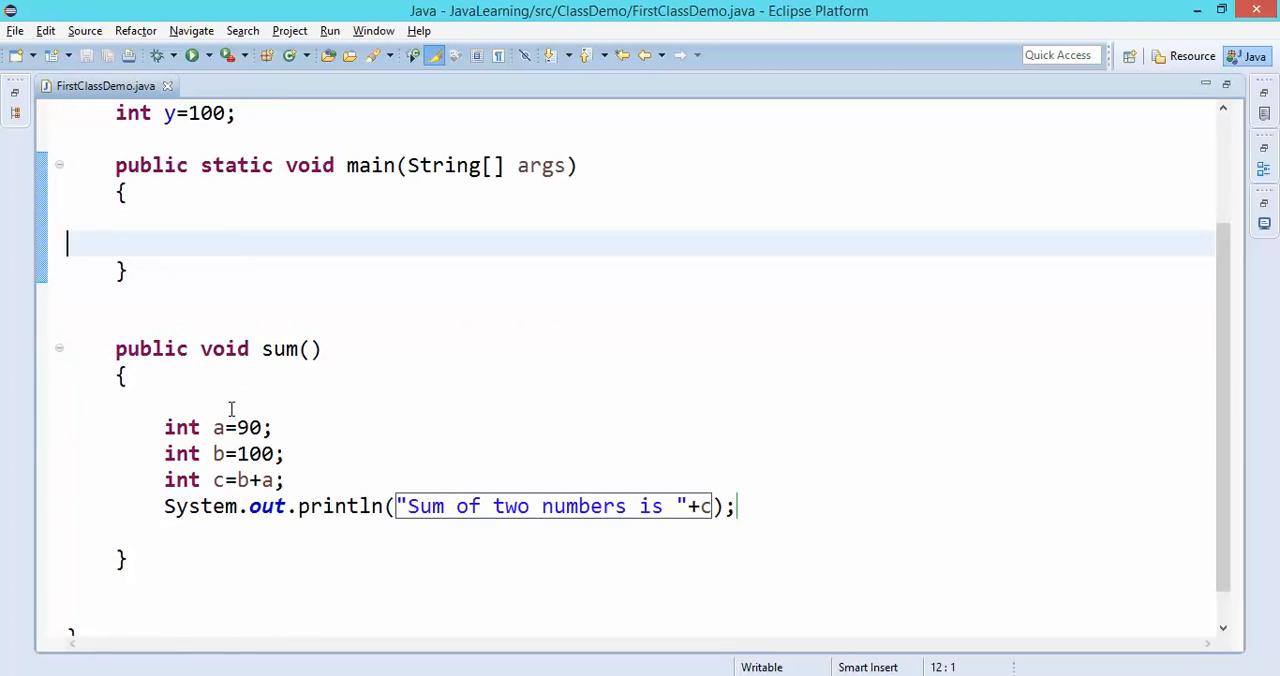 Java - JavaLearning/src/ClassDemo/FirstClassDemo.java - Eclipse Platform
File Edit Source Refactor Navigate Search Project Run Window Help
Quick Access Resource Java
FirstClassDemo.java
int y=100;
public static void main(String[] args)
{
}
public void sum()
{
int a=90;
int b=100;
int c=b+a;
System.out.println("Sum of two numbers is "+c);
}
}
Writable Smart Insert 12 : 1